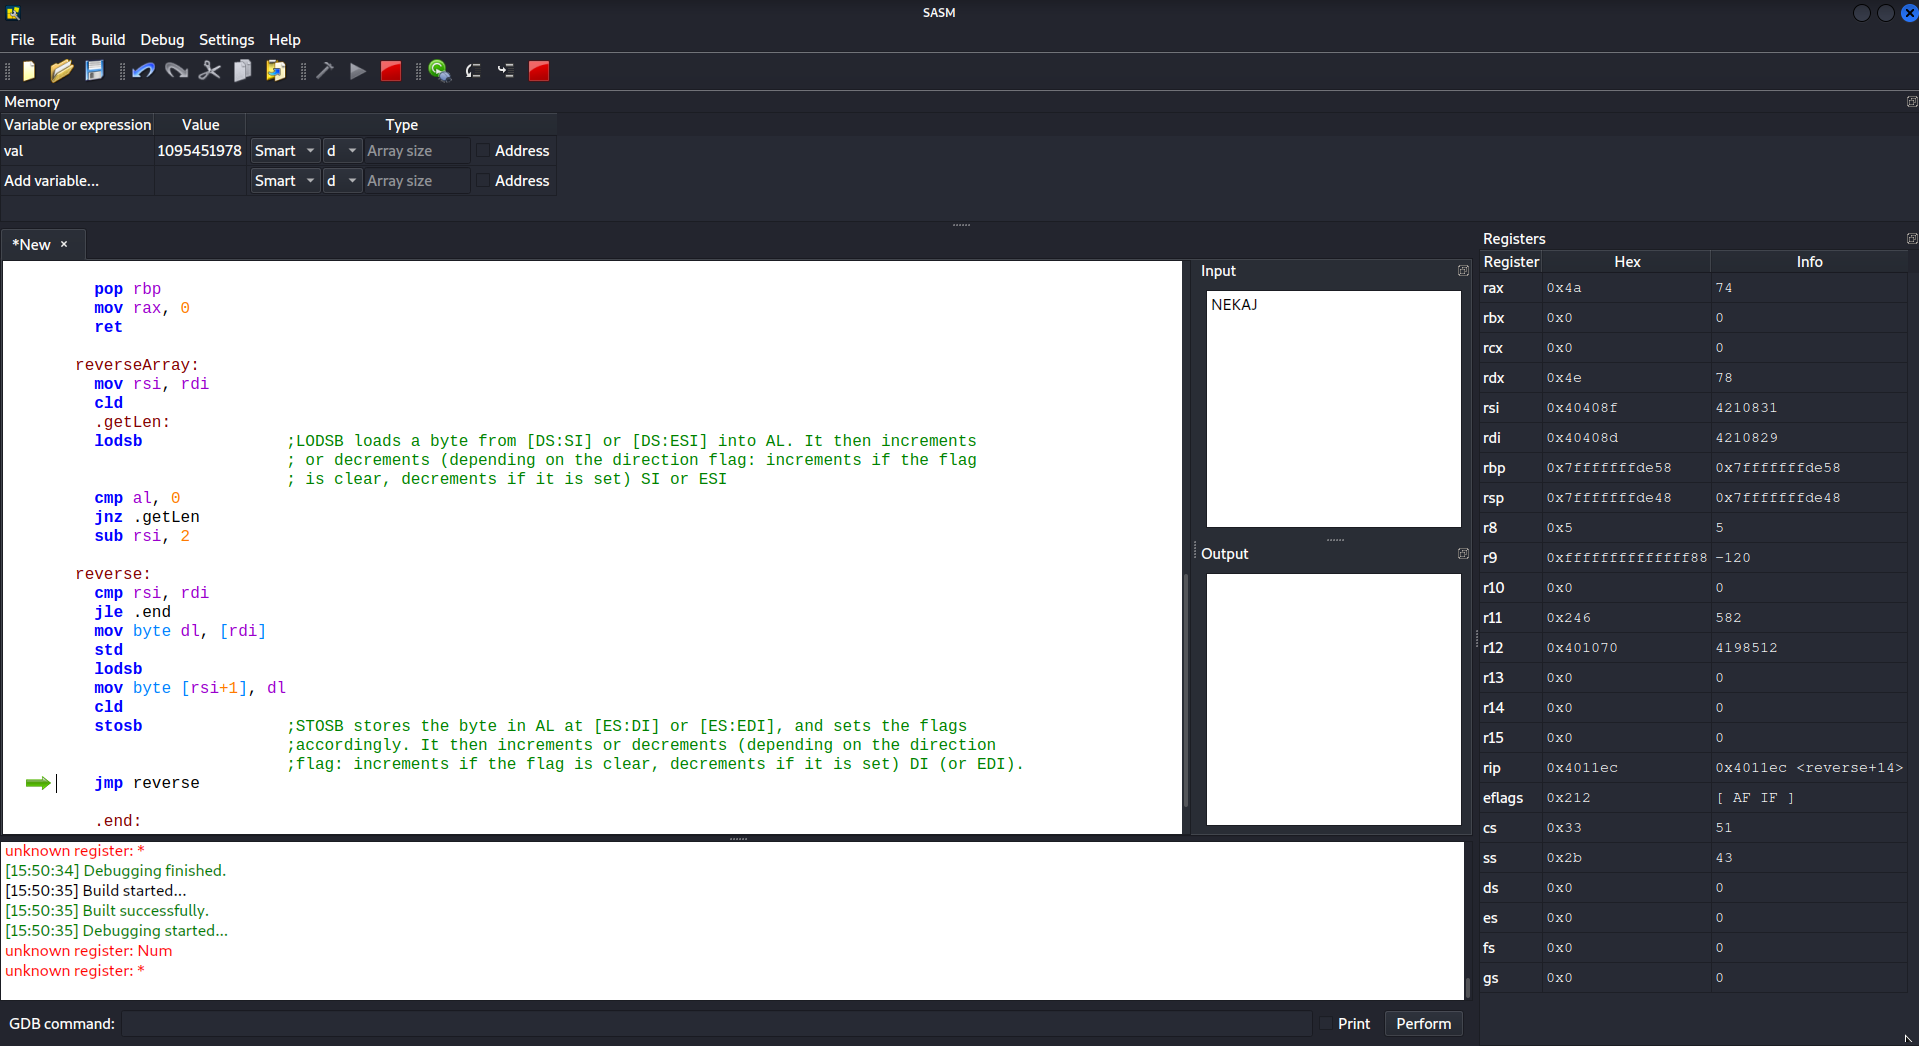 SASM
File Edit Build Debug Settings Help
Memory
Variable or expression Value Type
val 1095451978 Smart d Array size Address
Add variable... Smart d Array size Address
*New ×
pop rbp
mov rax, 0
ret
reverseArray:
mov rsi, rdi
cld
.getLen:
lodsb ;LODSB loads a byte from [DS:SI] or [DS:ESI] into AL. It then increments
; or decrements (depending on the direction flag: increments if the flag
; is clear, decrements if it is set) SI or ESI
cmp al, 0
jnz .getLen
sub rsi, 2
reverse:
cmp rsi, rdi
jle .end
mov byte dl, [rdi]
std
lodsb
mov byte [rsi+1], dl
cld
stosb ;STOSB stores the byte in AL at [ES:DI] or [ES:EDI], and sets the flags
;accordingly. It then increments or decrements (depending on the direction
;flag: increments if the flag is clear, decrements if it is set) DI (or EDI).
jmp reverse
.end:
Input
NEKAJ
Output
Registers
Register Hex Info
rax 0x4a 74
rbx 0x0 0
rcx 0x0 0
rdx 0x4e 78
rsi 0x40408f 4210831
rdi 0x40408d 4210829
rbp 0x7fffffffde58 0x7fffffffde58
rsp 0x7fffffffde48 0x7fffffffde48
r8 0x5 5
r9 0xffffffffffffff88 -120
r10 0x0 0
r11 0x246 582
r12 0x401070 4198512
r13 0x0 0
r14 0x0 0
r15 0x0 0
rip 0x4011ec 0x4011ec <reverse+14>
eflags 0x212 [ AF IF ]
cs 0x33 51
ss 0x2b 43
ds 0x0 0
es 0x0 0
fs 0x0 0
gs 0x0 0
unknown register: *
[15:50:34] Debugging finished.
[15:50:35] Build started...
[15:50:35] Built successfully.
[15:50:35] Debugging started...
unknown register: Num
unknown register: *
GDB command: Print Perform